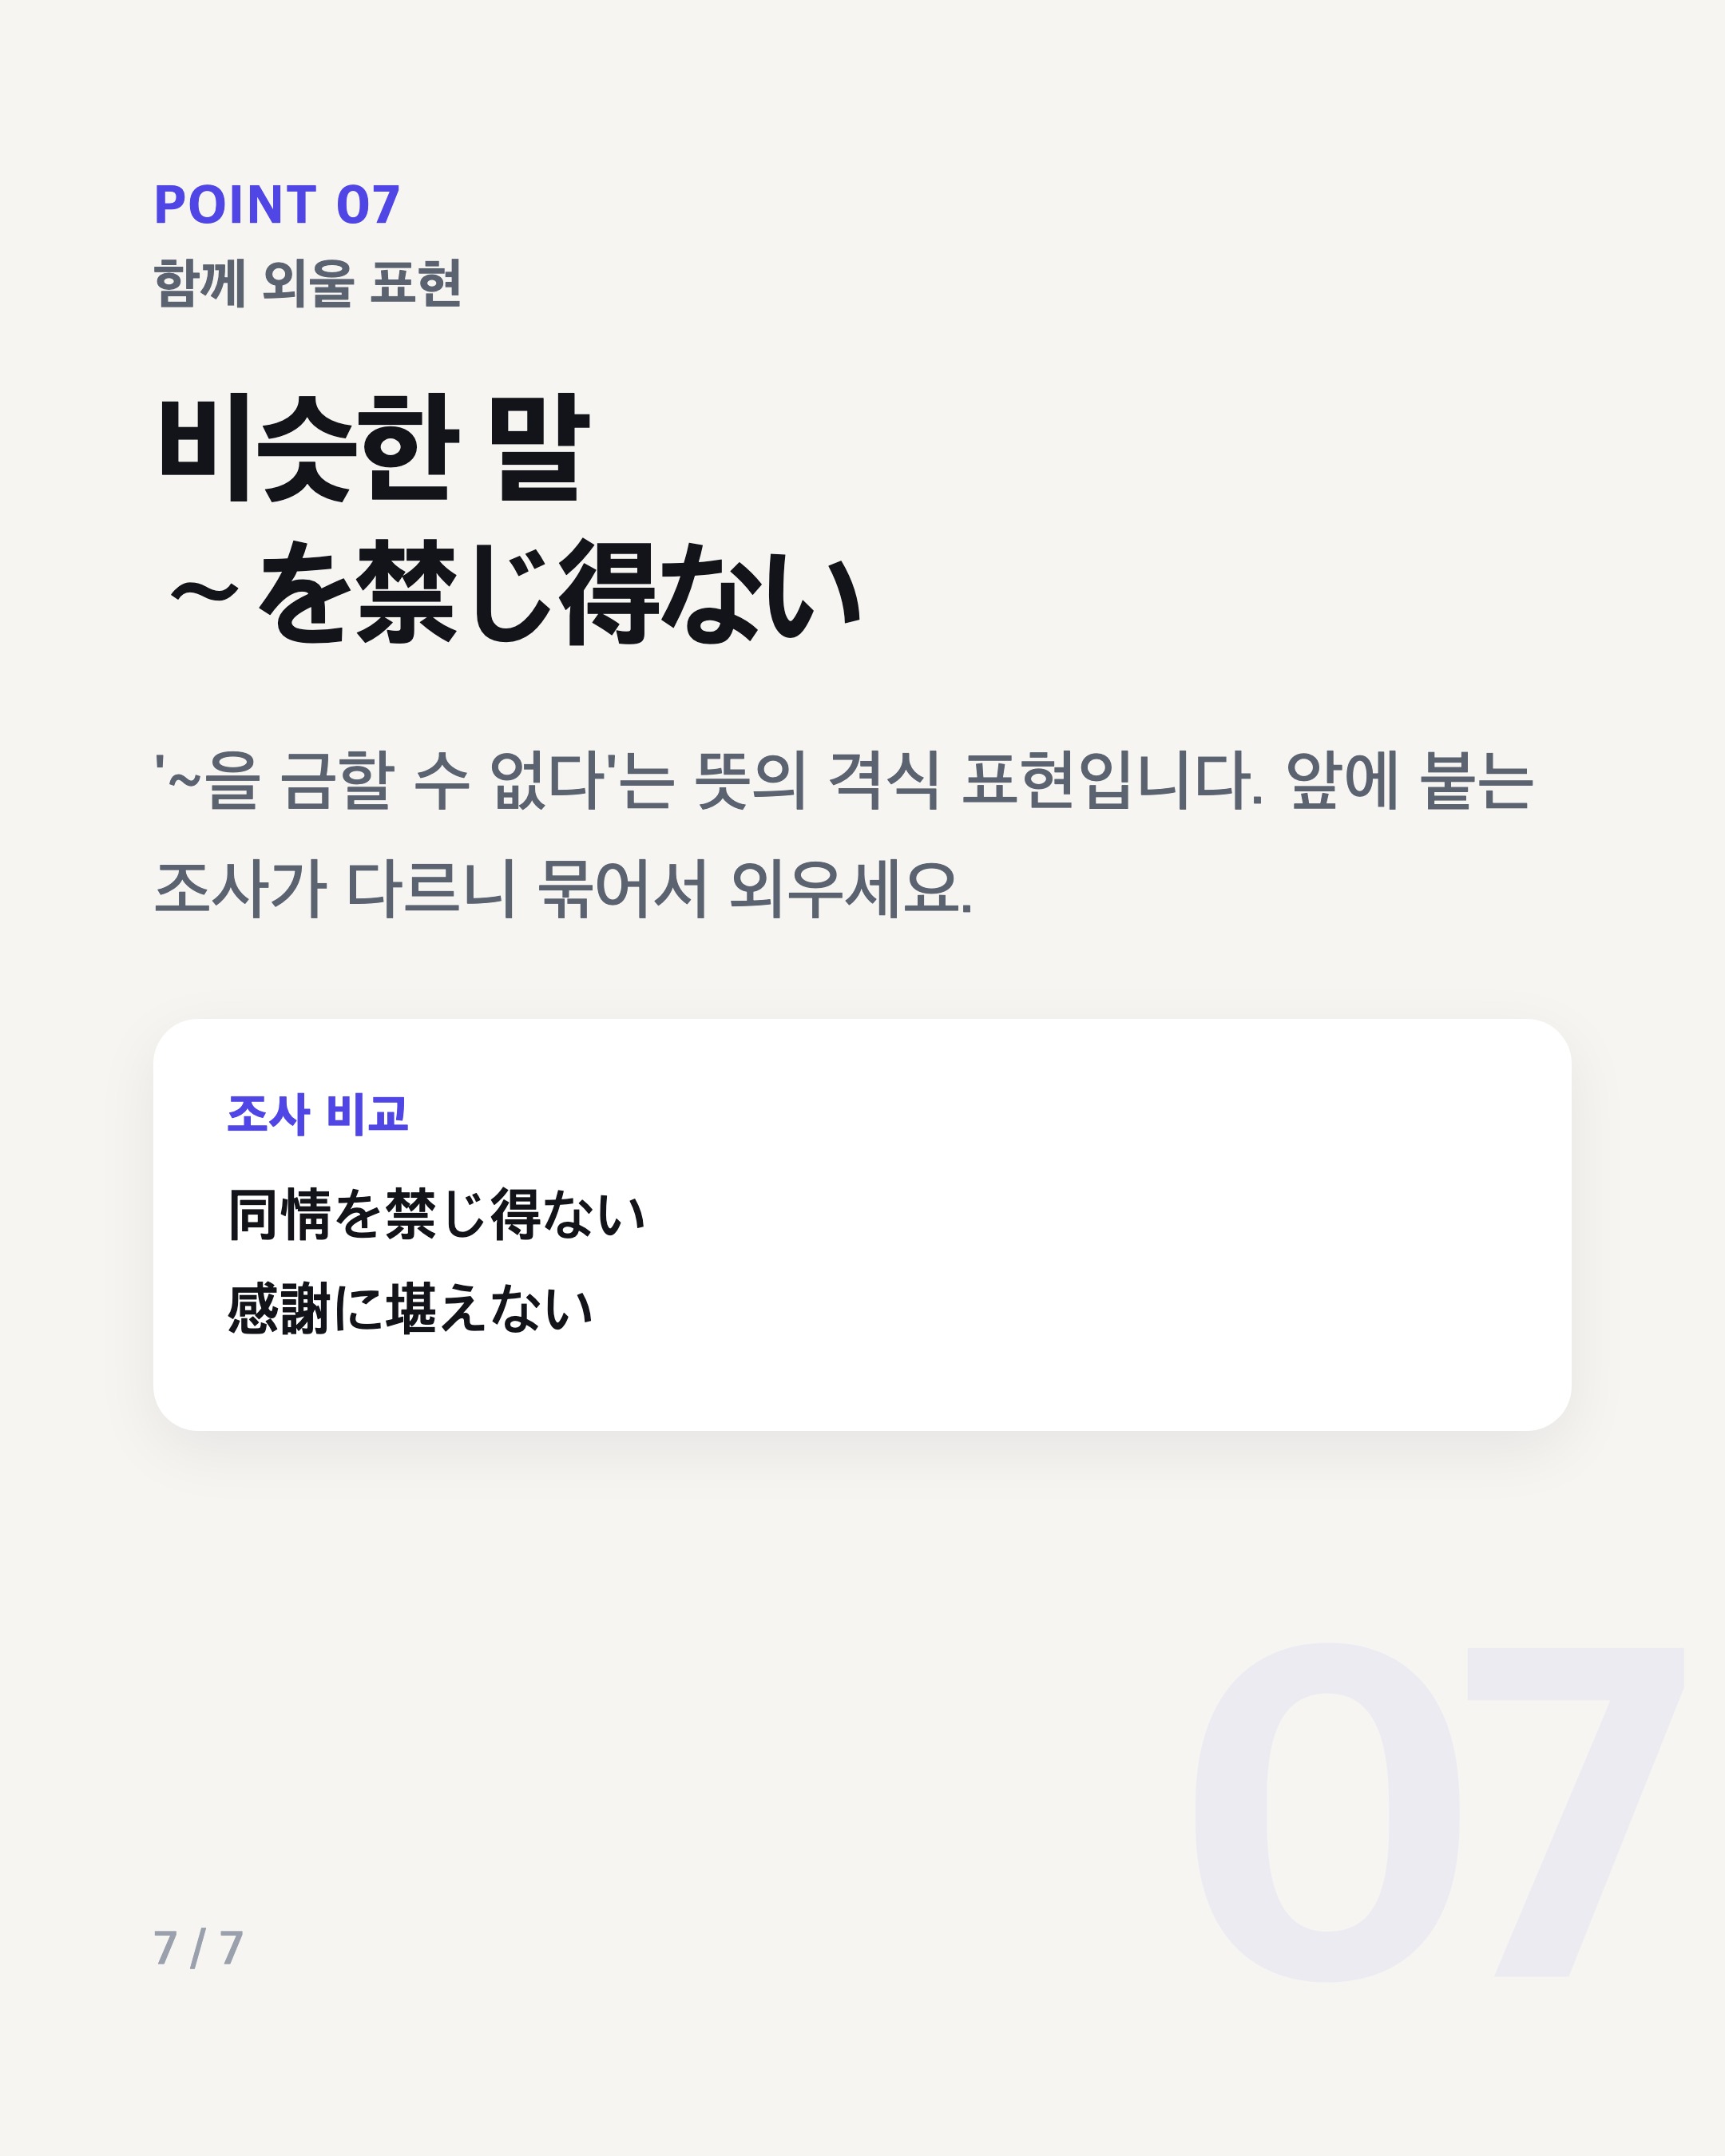 POINT 07
함께 외울 표현
비슷한 말
~を禁じ得ない
'~을 금할 수 없다'는 뜻의 격식 표현입니다. 앞에 붙는
조사가 다르니 묶어서 외우세요.
조사 비교
同情を禁じ得ない
感謝に堪えない
7 / 7
07